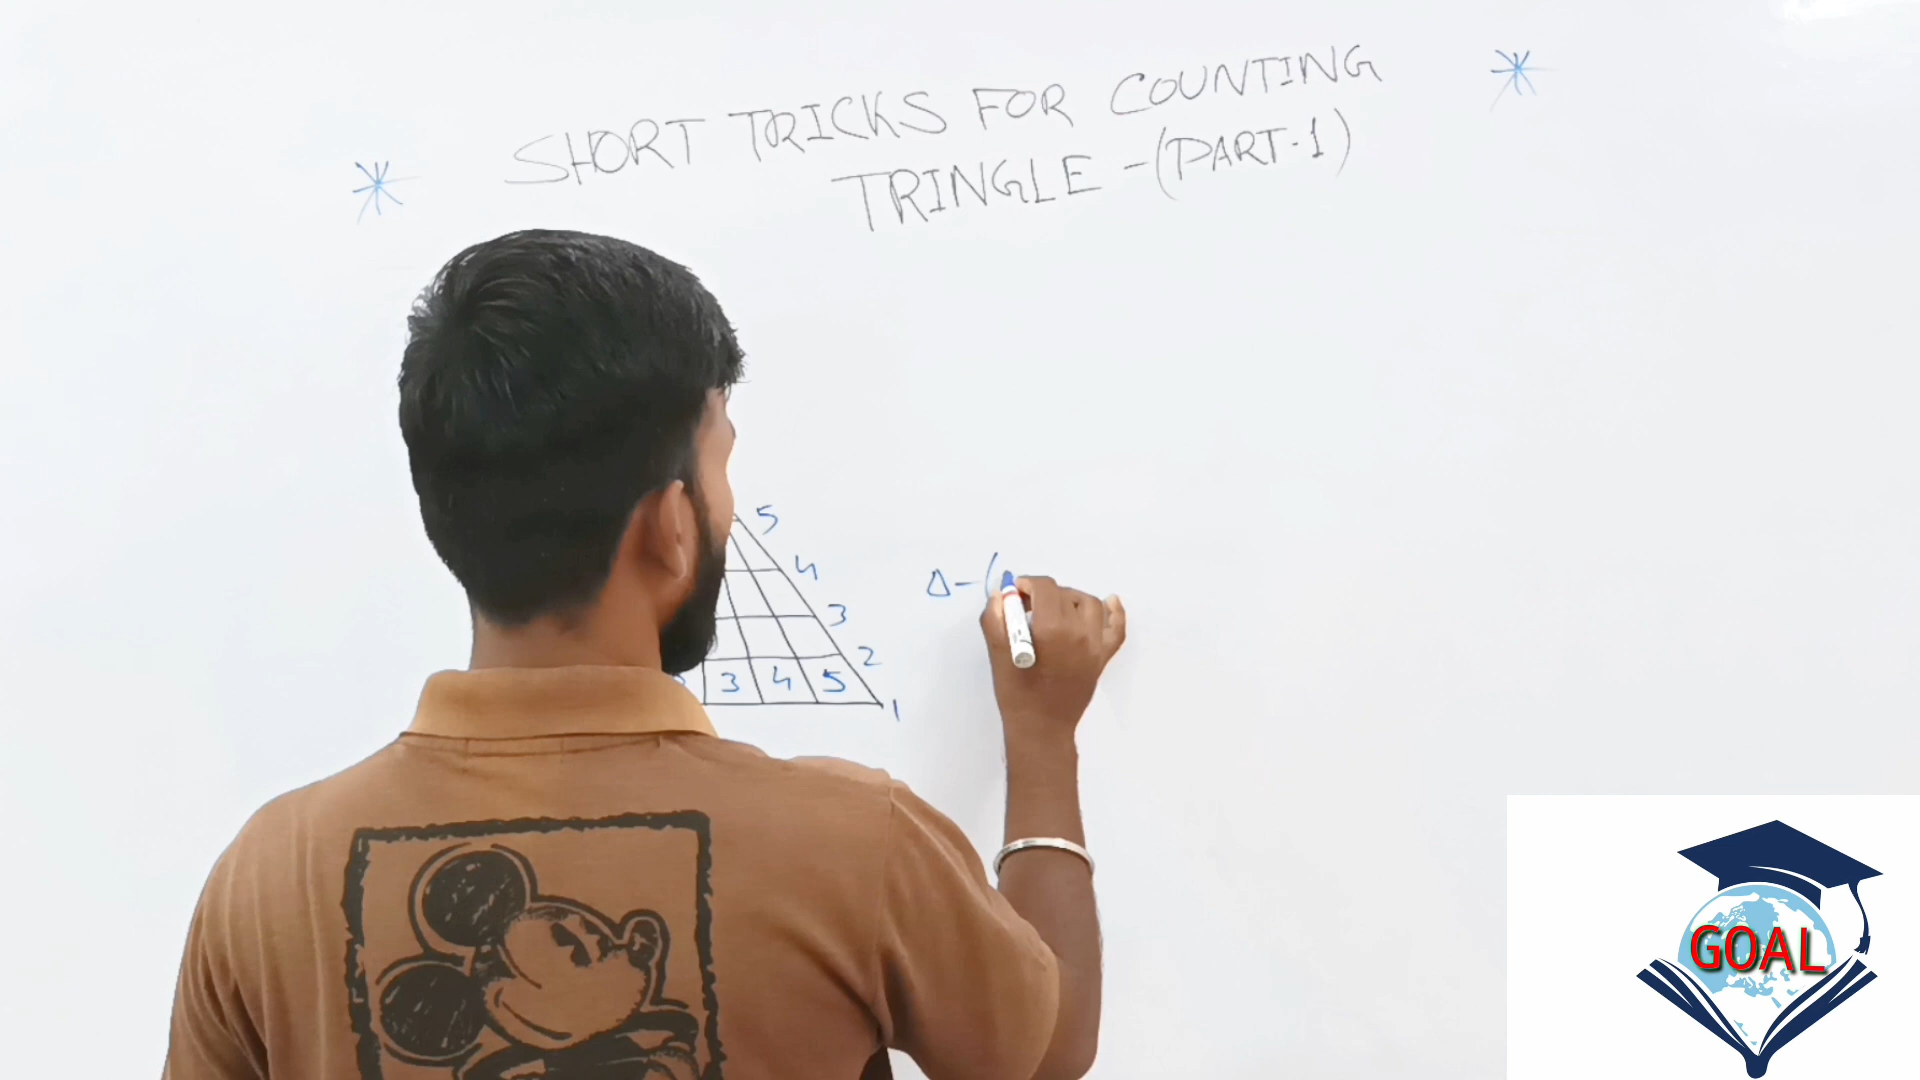 SHORT TRICKS FOR COUNTING
TRINGLE - (PART-1)
5
4
3
2
3 4 5
1
Δ - (
GOAL